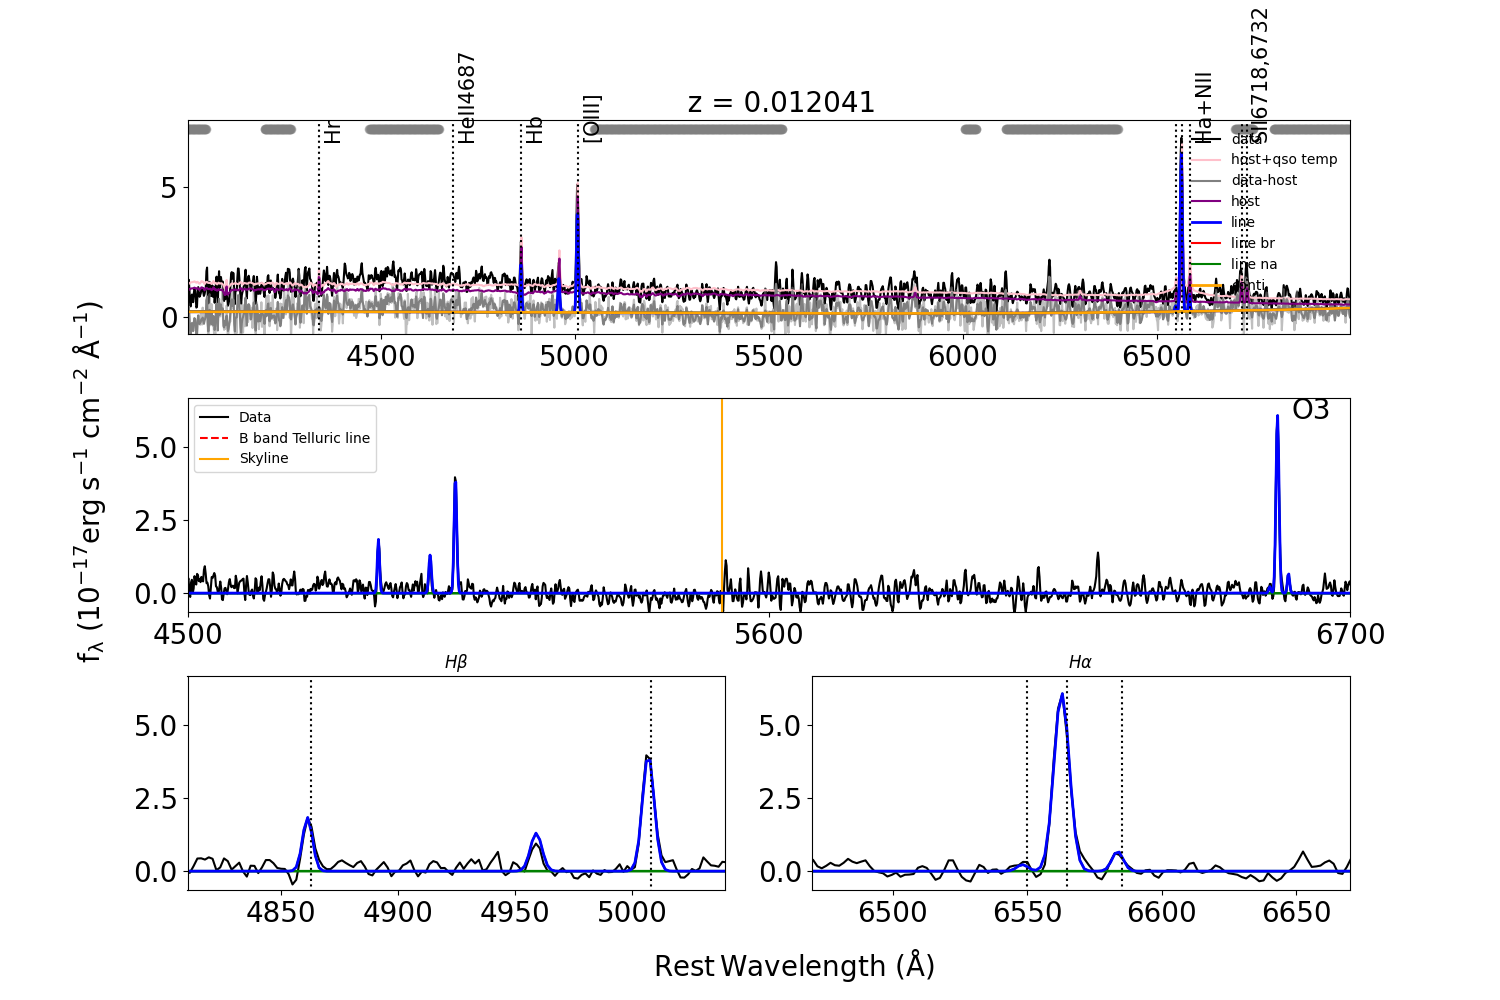 z = 0.012041
Hr
HeII4687
Hb
[OIII]
Ha+NII
SII6718,6732
data
host+qso temp
data-host
host
line
line br
line na
conti
5
0
4500
5000
5500
6000
6500
fλ (10⁻¹⁷erg s⁻¹ cm⁻² Å⁻¹)
Data
B band Telluric line
Skyline
O3
5.0
2.5
0.0
4500
5600
6700
Hβ
5.0
2.5
0.0
4850
4900
4950
5000
Hα
5.0
2.5
0.0
6500
6550
6600
6650
Rest Wavelength (Å)